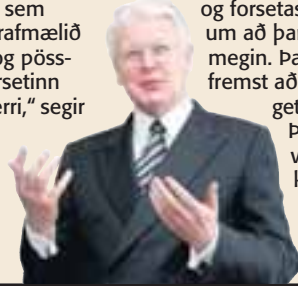 sem
rafmælið
og pöss-
rsetinn
erri,“ segir
og forsetas
um að þar
megin. Þa
fremst að
get
Þ
v